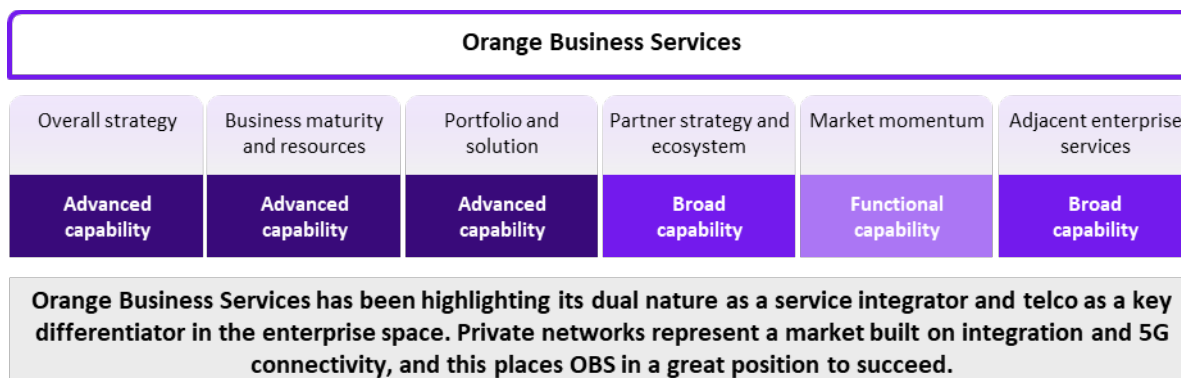 Orange Business Services
Overall strategy
Business maturity
and resources
Portfolio and
solution
Partner strategy and
ecosystem
Market momentum
Adjacent enterprise
services
Advanced
capability
Advanced
capability
Advanced
capability
Broad
capability
Functional
capability
Broad
capability
Orange Business Services has been highlighting its dual nature as a service integrator and telco as a key
differentiator in the enterprise space. Private networks represent a market built on integration and 5G
connectivity, and this places OBS in a great position to succeed.